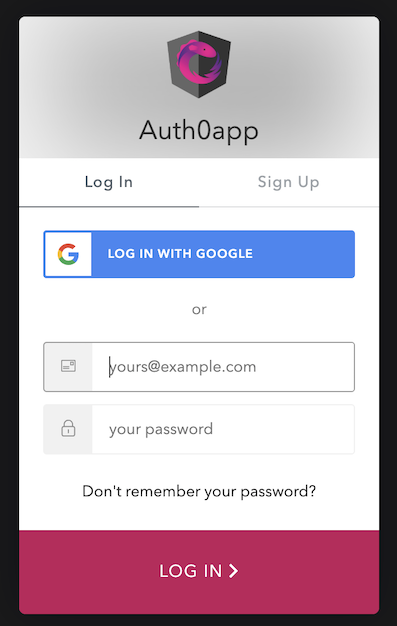 Auth0app
Log In
Sign Up
LOG IN WITH GOOGLE
or
yours@example.com
your password
Don't remember your password?
LOG IN